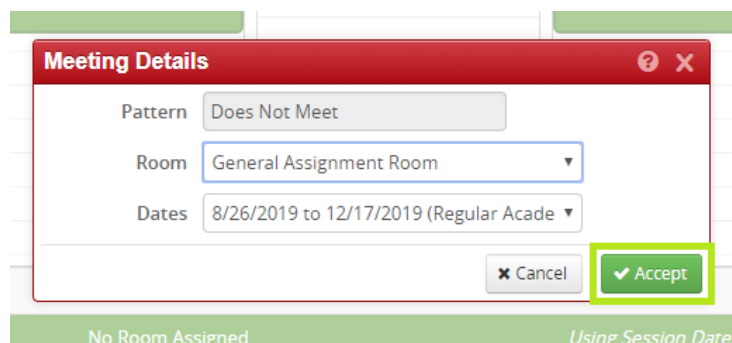 Meeting Details
Pattern Does Not Meet
Room General Assignment Room
Dates 8/26/2019 to 12/17/2019 (Regular Acade
Cancel Accept
No Room Assigned Using Session Date